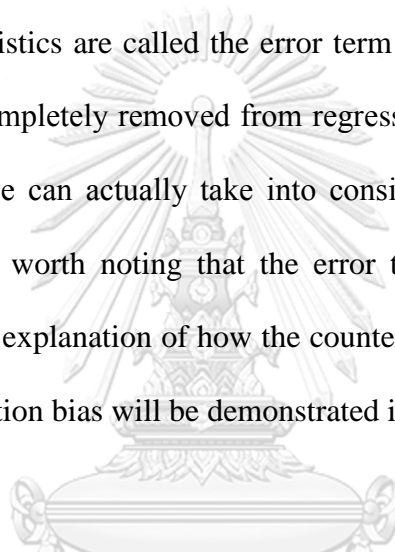 istics are called the error term
mpletely removed from regress
ve can actually take into consi
worth noting that the error t
explanation of how the counte
tion bias will be demonstrated i